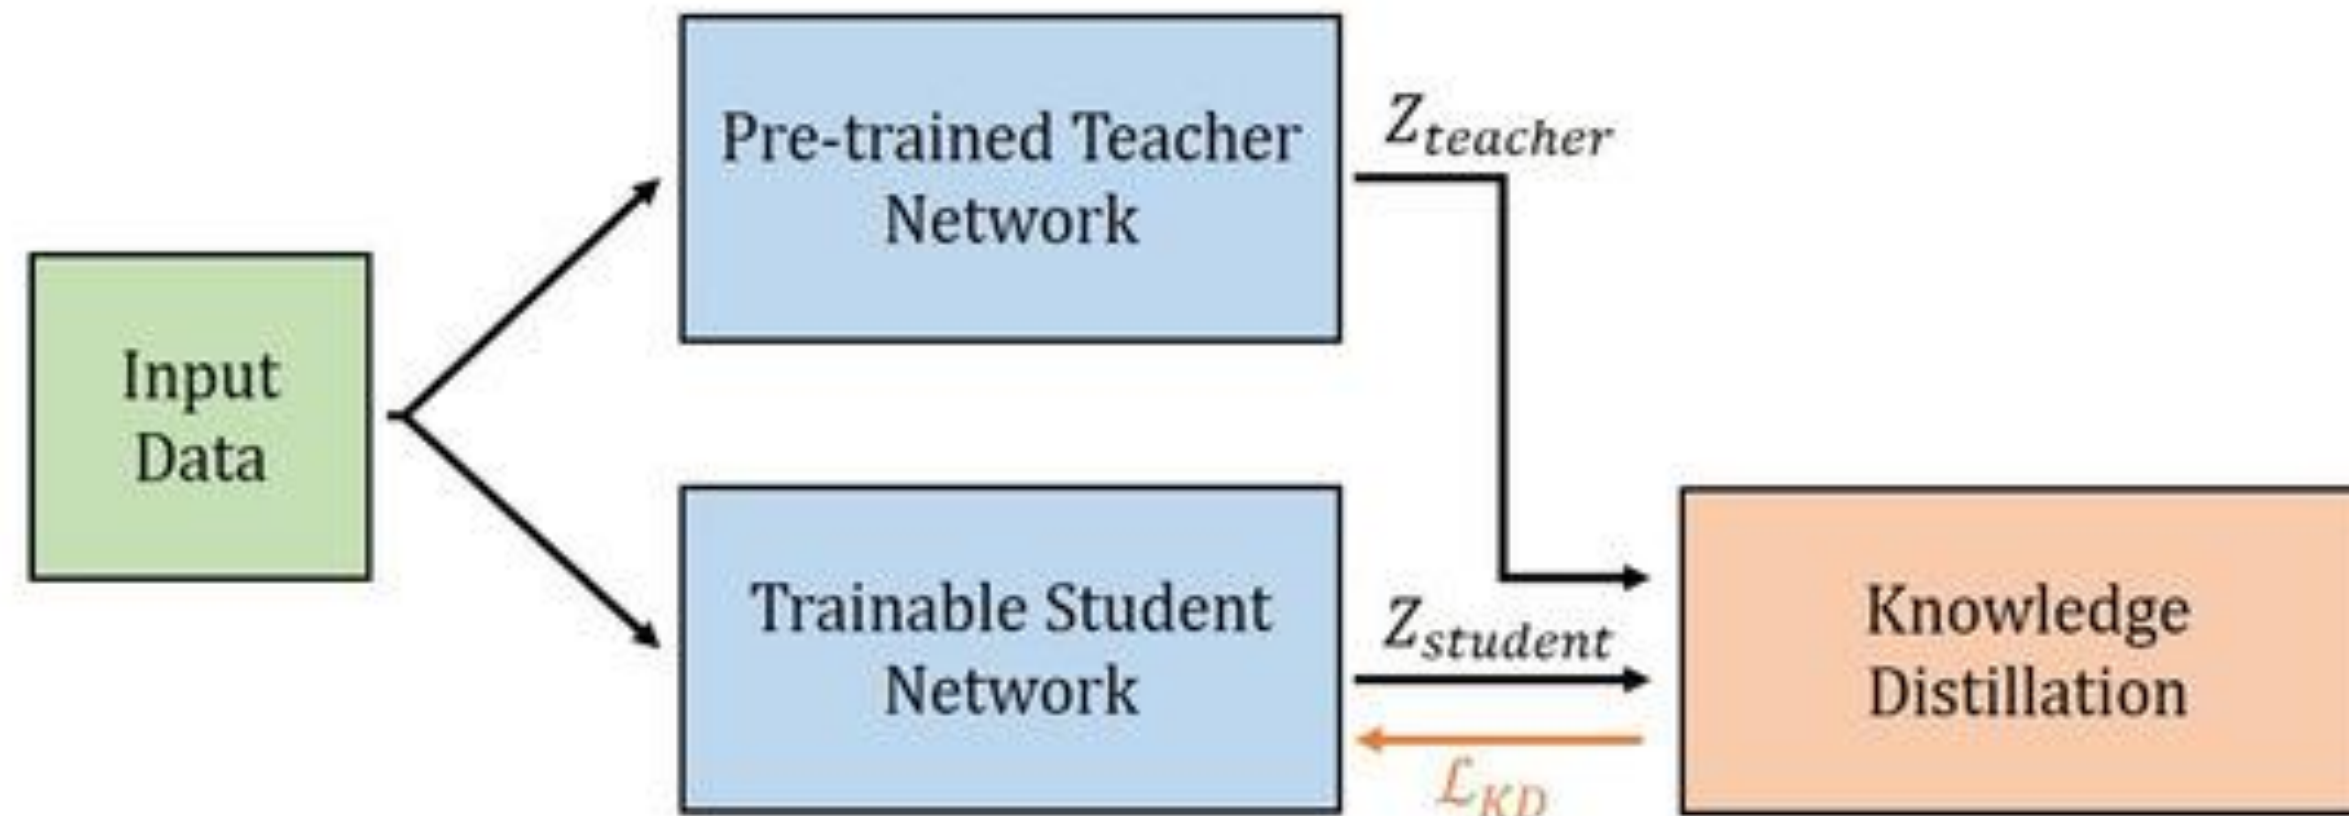 Pre-trained Teacher
Network
Z_teacher
Input
Data
Trainable Student
Network
Z_student
Knowledge
Distillation
ℒ_KD